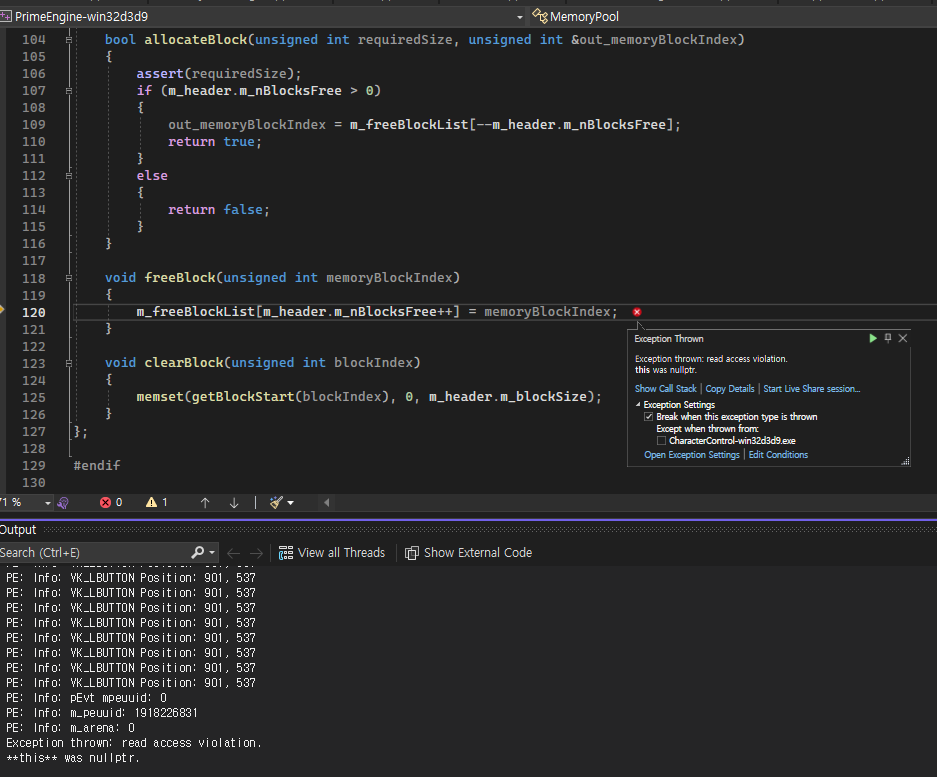 PrimeEngine-win32d3d9
MemoryPool
104 bool allocateBlock(unsigned int requiredSize, unsigned int &out_memoryBlockIndex)
105 {
106 assert(requiredSize);
107 if (m_header.m_nBlocksFree > 0)
108 {
109 out_memoryBlockIndex = m_freeBlockList[--m_header.m_nBlocksFree];
110 return true;
111 }
112 else
113 {
114 return false;
115 }
116 }
117
118 void freeBlock(unsigned int memoryBlockIndex)
119 {
120 m_freeBlockList[m_header.m_nBlocksFree++] = memoryBlockIndex;
121 }
122
123 void clearBlock(unsigned int blockIndex)
124 {
125 memset(getBlockStart(blockIndex), 0, m_header.m_blockSize);
126 }
127 };
128
129 #endif
130
Exception Thrown
Exception thrown: read access violation.
this was nullptr.
Show Call Stack | Copy Details | Start Live Share session...
Exception Settings
Break when this exception type is thrown
Except when thrown from:
CharacterControl-win32d3d9.exe
Open Exception Settings | Edit Conditions
71 % 0 1
Output
Search (Ctrl+E) View all Threads Show External Code
PE: Info: VK_LBUTTON Position: 901, 537
PE: Info: VK_LBUTTON Position: 901, 537
PE: Info: VK_LBUTTON Position: 901, 537
PE: Info: VK_LBUTTON Position: 901, 537
PE: Info: VK_LBUTTON Position: 901, 537
PE: Info: VK_LBUTTON Position: 901, 537
PE: Info: VK_LBUTTON Position: 901, 537
PE: Info: VK_LBUTTON Position: 901, 537
PE: Info: pEvt mpeuuid: 0
PE: Info: m_peuuid: 1918226831
PE: Info: m_arena: 0
Exception thrown: read access violation.
**this** was nullptr.